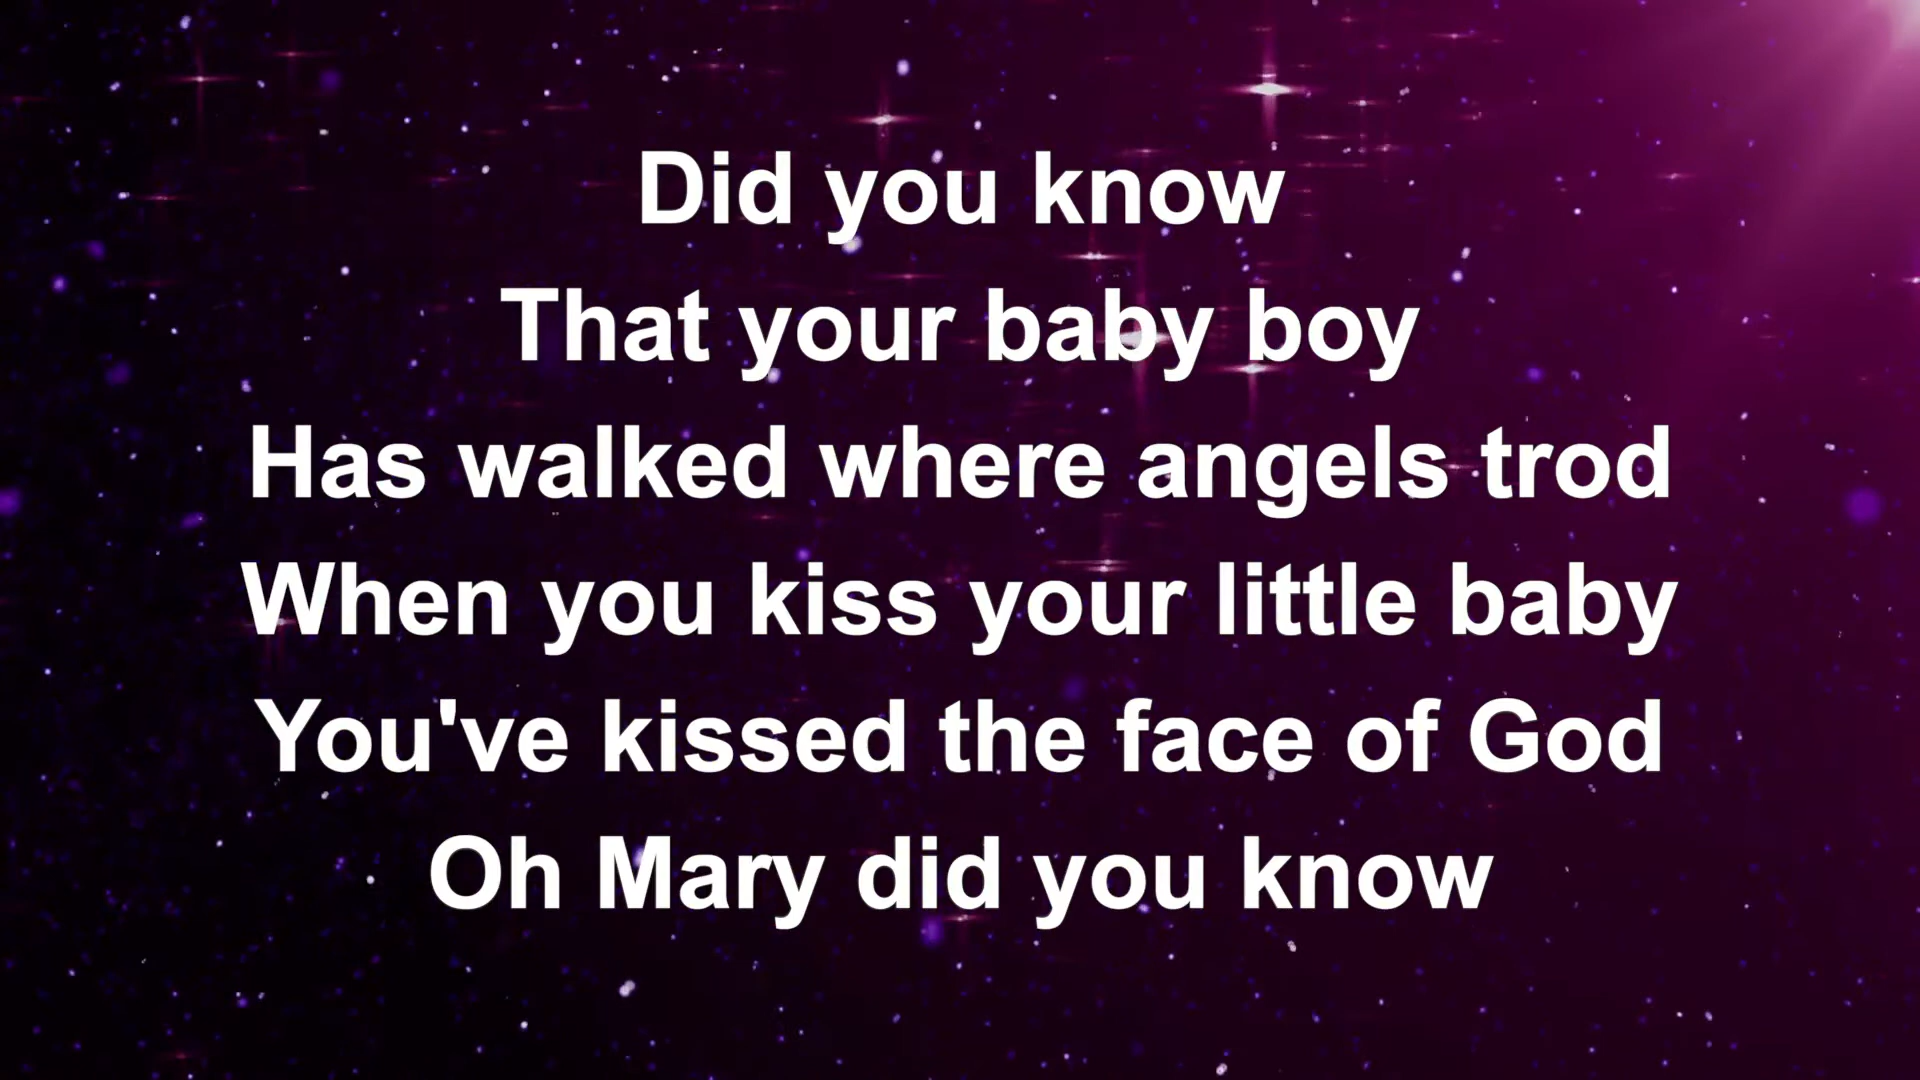 Did you know
That your baby boy
Has walked where angels trod
When you kiss your little baby
You've kissed the face of God
Oh Mary did you know